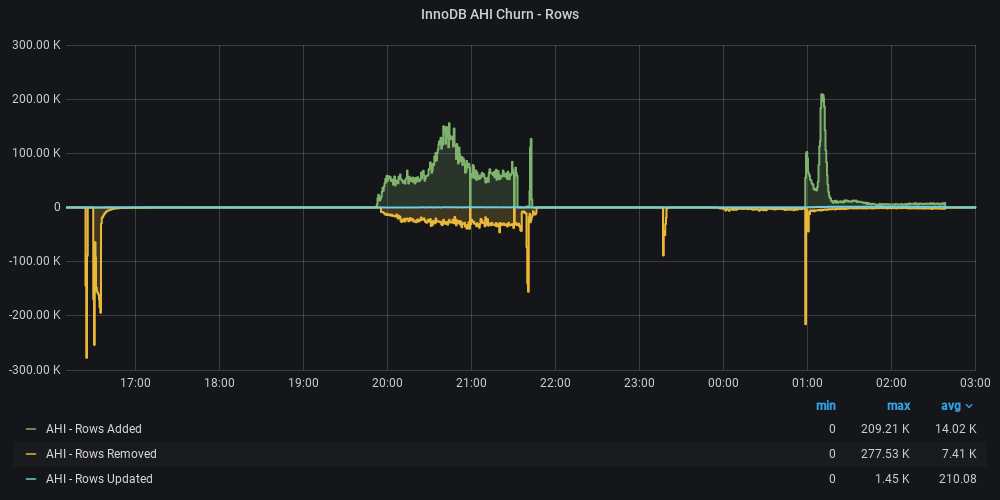 InnoDB AHI Churn - Rows
300.00 K
200.00 K
100.00 K
0
-100.00 K
-200.00 K
-300.00 K
17:00 18:00 19:00 20:00 21:00 22:00 23:00 00:00 01:00 02:00 03:00
min max avg
AHI - Rows Added 0 209.21 K 14.02 K
AHI - Rows Removed 0 277.53 K 7.41 K
AHI - Rows Updated 0 1.45 K 210.08